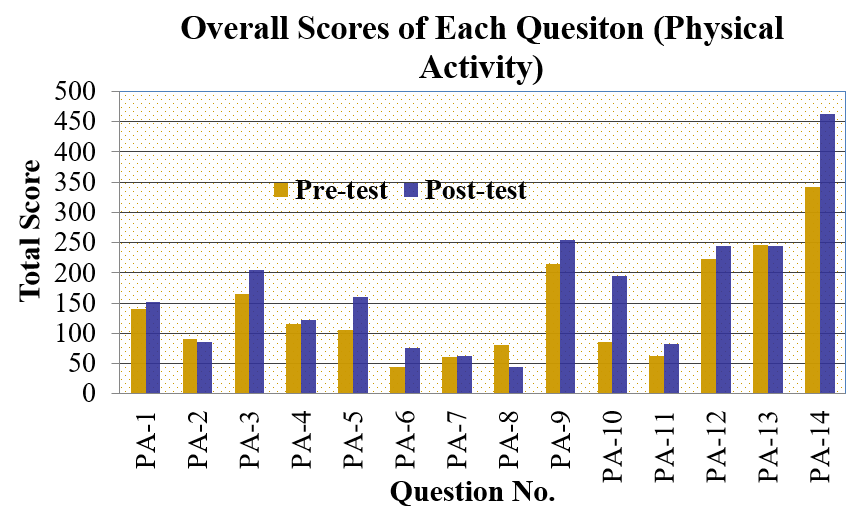 Overall Scores of Each Quesiton (Physical
Activity)
500
450
400
350
300
250
200
150
100
50
0
Total Score
Pre-test Post-test
PA-1
PA-2
PA-3
PA-4
PA-5
PA-6
PA-7
PA-8
PA-9
PA-10
PA-11
PA-12
PA-13
PA-14
Question No.